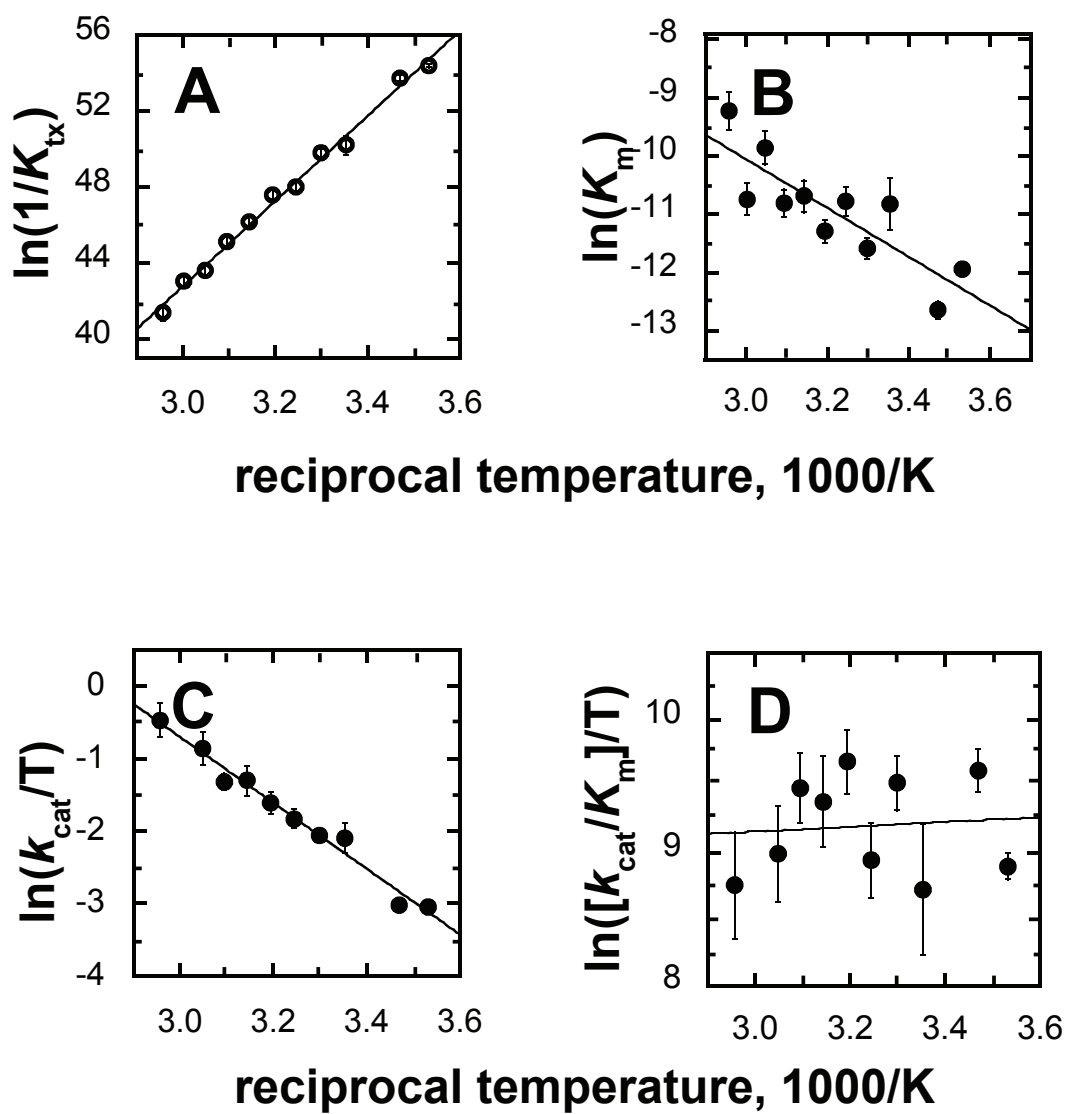 56
52
48
44
40
ln(1/Ktx)
A
3.0 3.2 3.4 3.6
-8
-9
-10
-11
-12
-13
ln(Km)
B
3.0 3.2 3.4 3.6
reciprocal temperature, 1000/K
0
-1
-2
-3
-4
ln(kcat/T)
C
3.0 3.2 3.4 3.6
10
9
8
ln([kcat/Km]/T)
D
3.0 3.2 3.4 3.6
reciprocal temperature, 1000/K